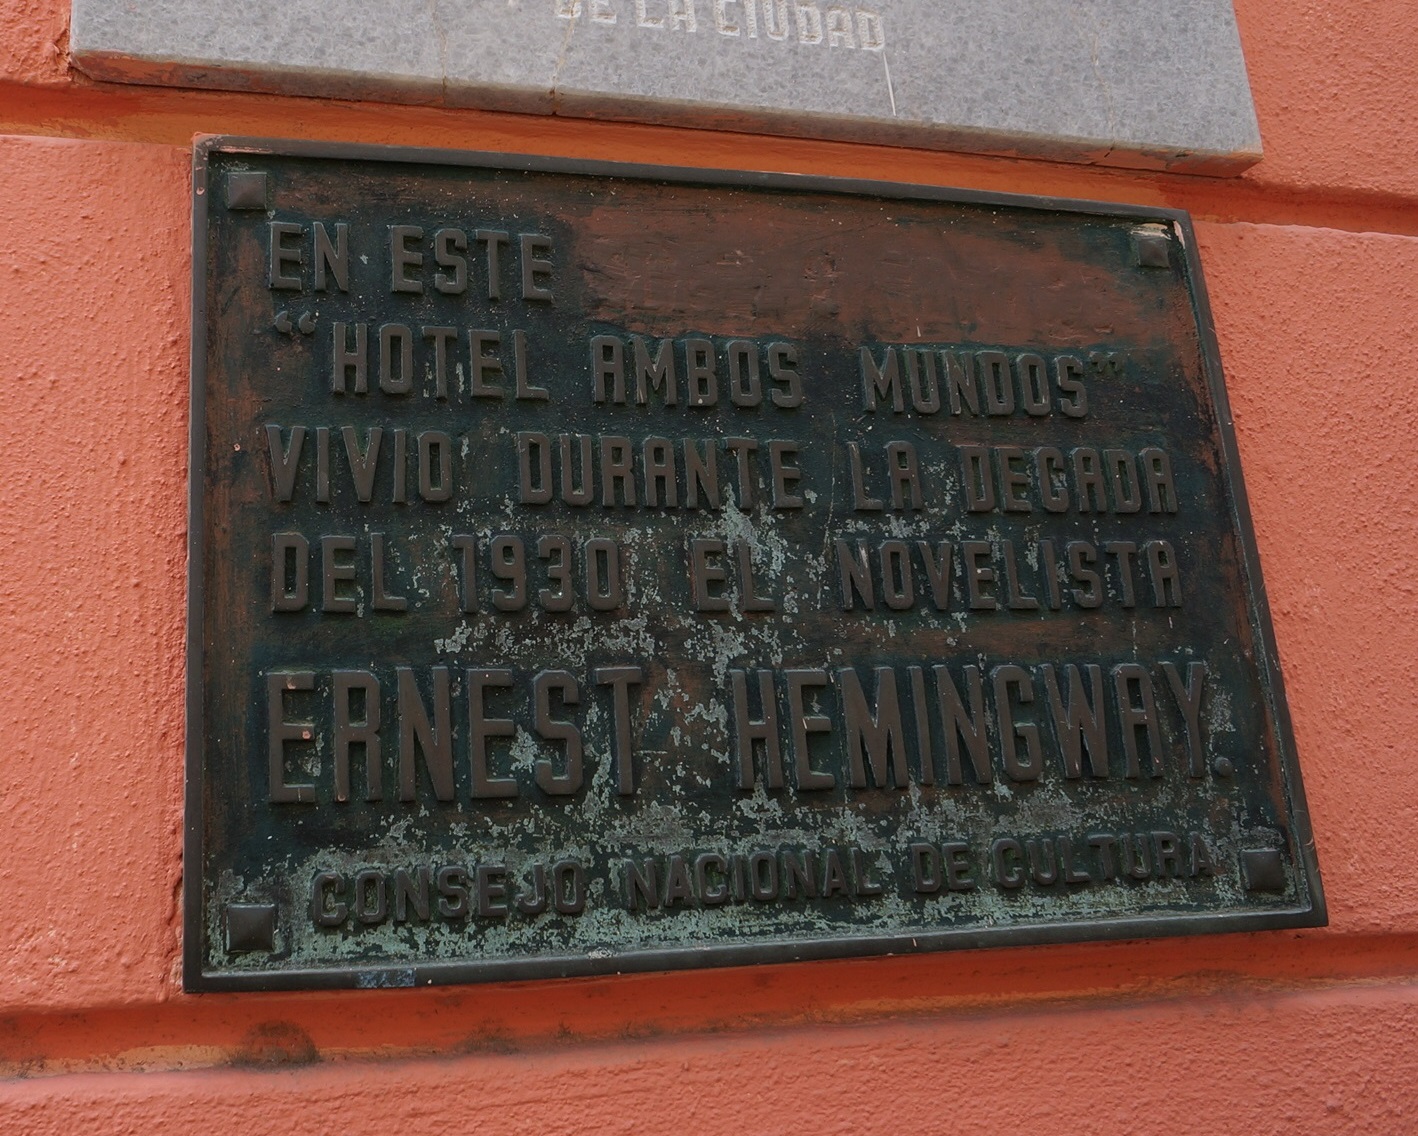 DE LA CIUDAD
EN ESTE
“HOTEL AMBOS MUNDOS”
VIVIO DURANTE LA DECADA
DEL 1930 EL NOVELISTA
ERNEST HEMINGWAY.
CONSEJO NACIONAL DE CULTURA